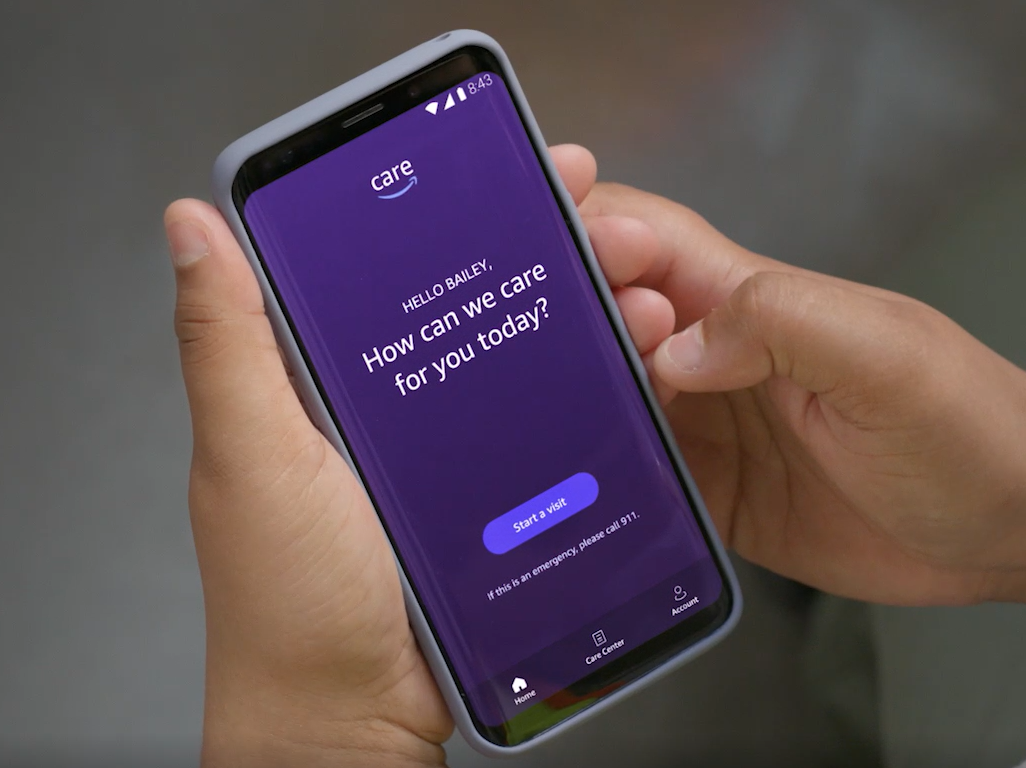 8:43
care
HELLO BAILEY,
How can we care
for you today?
Start a visit
If this is an emergency, please call 911.
Home
Care Center
Account